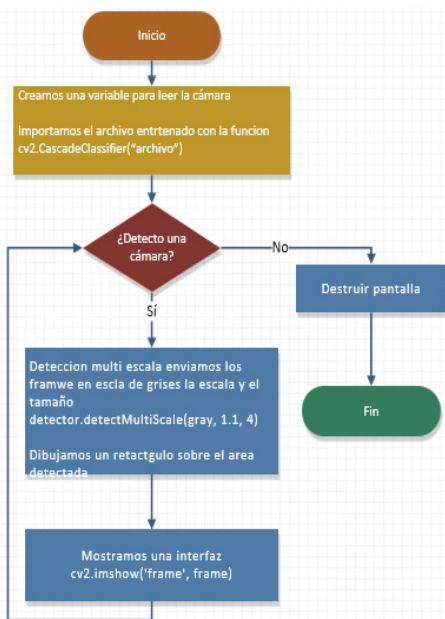 Inicio
Creamos una variable para leer la cámara
Importamos el archivo entrtenado con la funcion
cv2.CascadeClassifier("archivo")
¿Detecto una
cámara?
No
Destruir pantalla
Sí
Deteccion multi escala enviamos los
framwe en escla de grises la escala y el
tamaño
detector.detectMultiScale(gray, 1.1, 4)
Dibujamos un retactgulo sobre el area
detectada
Fin
Mostramos una interfaz
cv2.imshow('frame', frame)